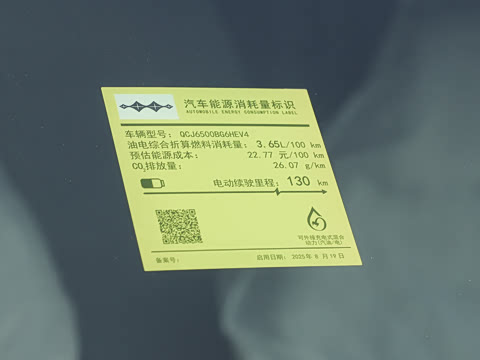 汽车能源消耗量标识
AUTOMOBILE ENERGY CONSUMPTION LABEL
车辆型号: QCJ6500BG6HEV4
油电综合折算燃料消耗量: 3.65L/100 km
预估能源成本: 22.77 元/100 km
CO₂排放量: 26.07 g/km
电动续驶里程: 130 km
可外接充电式混合
动力(汽油/电)
备案号:
启用日期: 2025年 8 月 19 日